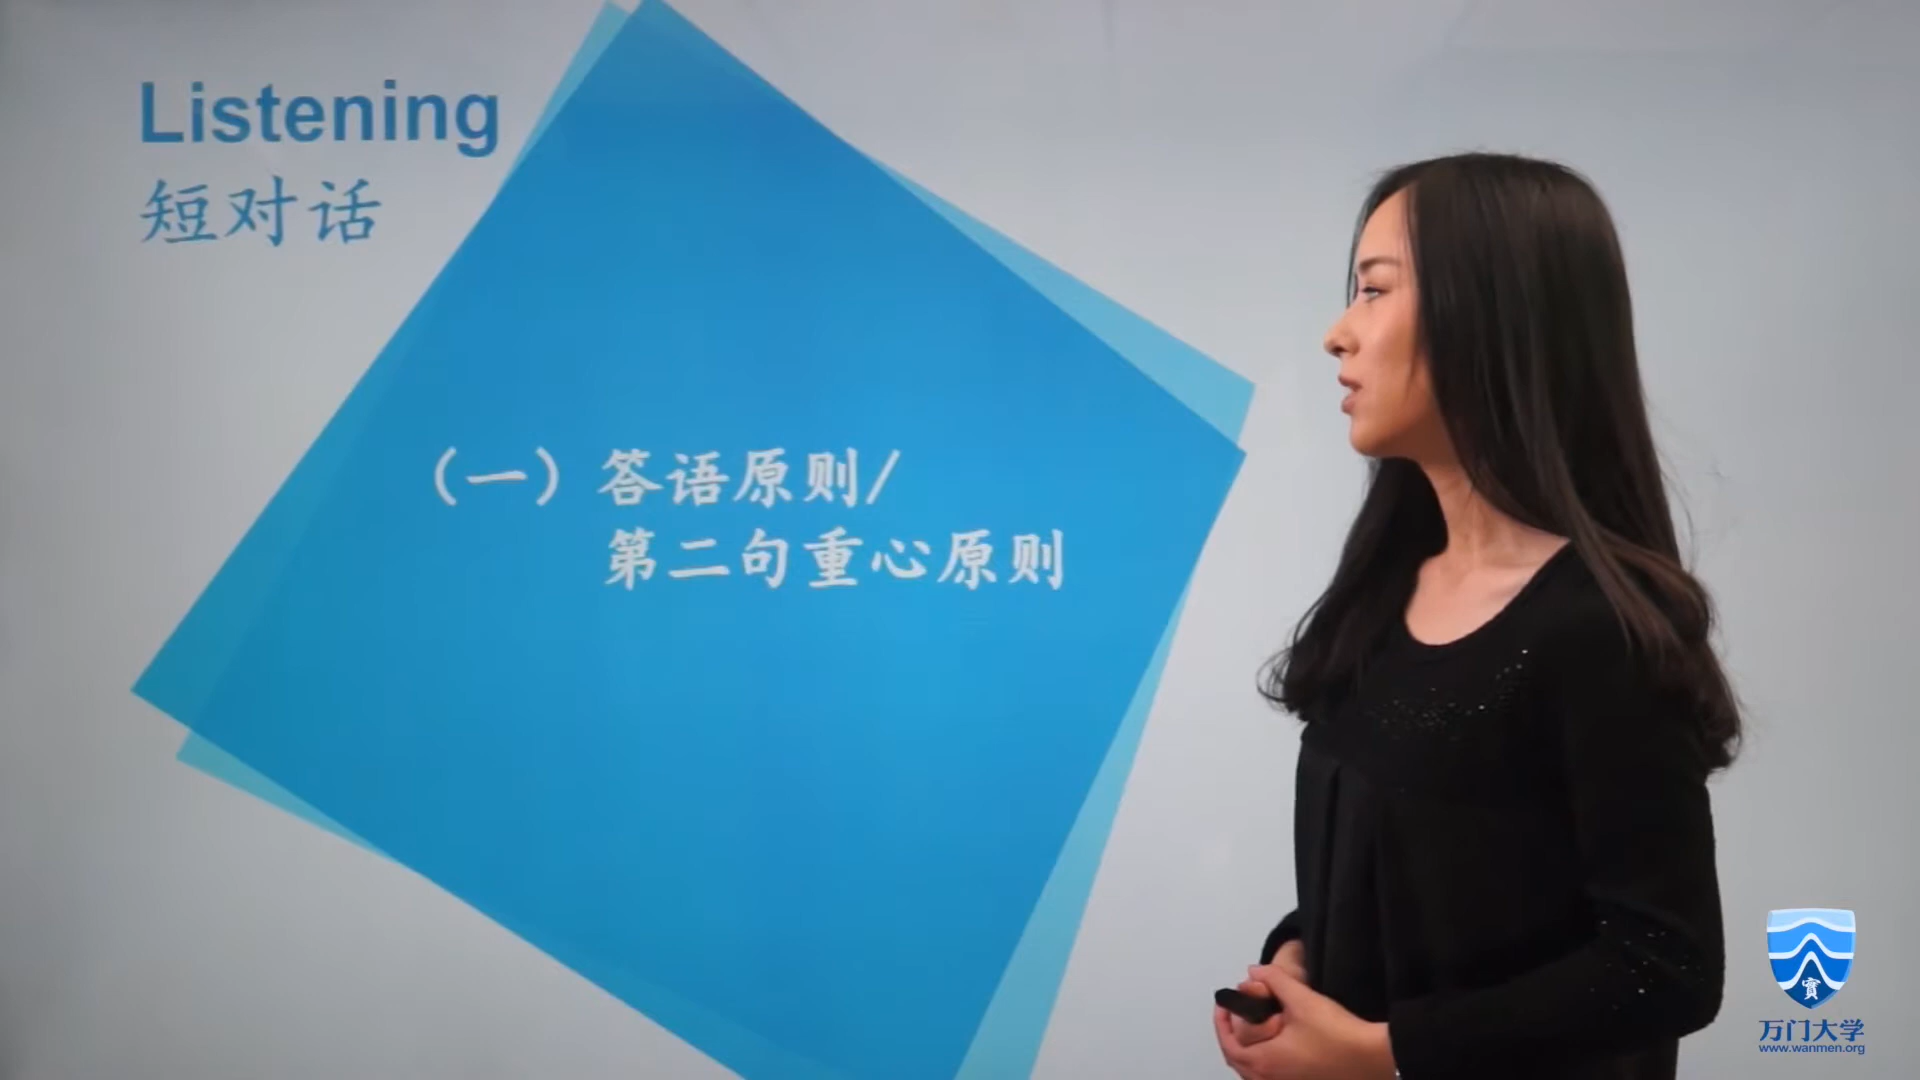 Listening
短对话
（一）答语原则/
第二句重心原则
實
万门大学
www.wanmen.org